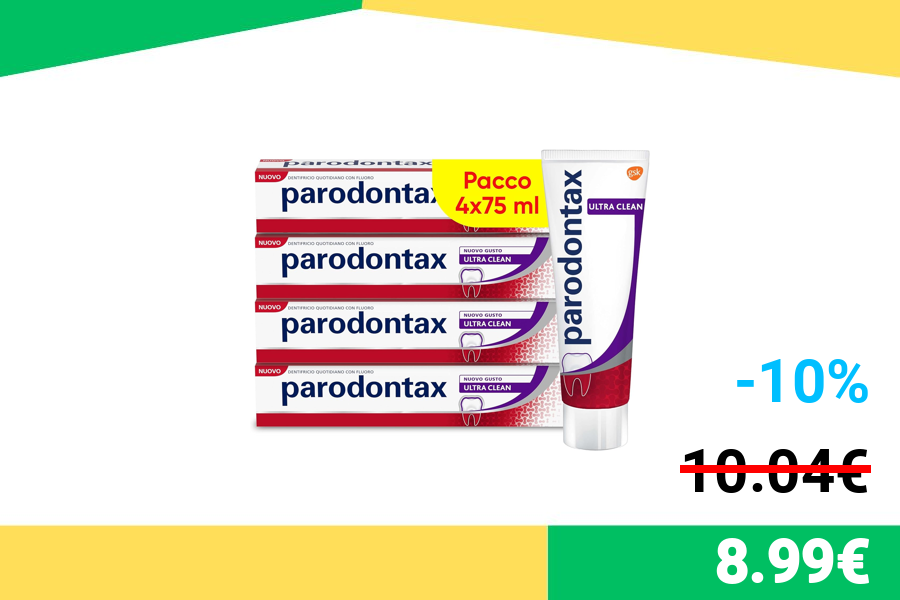 parodontax
NUOVO
DENTIFRICIO QUOTIDIANO CON FLUORO
parodontax
Pacco
4x75 ml
NUOVO
DENTIFRICIO QUOTIDIANO CON FLUORO
parodontax
NUOVO GUSTO
ULTRA CLEAN
NUOVO
DENTIFRICIO QUOTIDIANO CON FLUORO
parodontax
NUOVO GUSTO
ULTRA CLEAN
NUOVO
DENTIFRICIO QUOTIDIANO CON FLUORO
parodontax
NUOVO GUSTO
ULTRA CLEAN
gsk
ULTRA CLEAN
parodontax
-10%
10.04€
8.99€